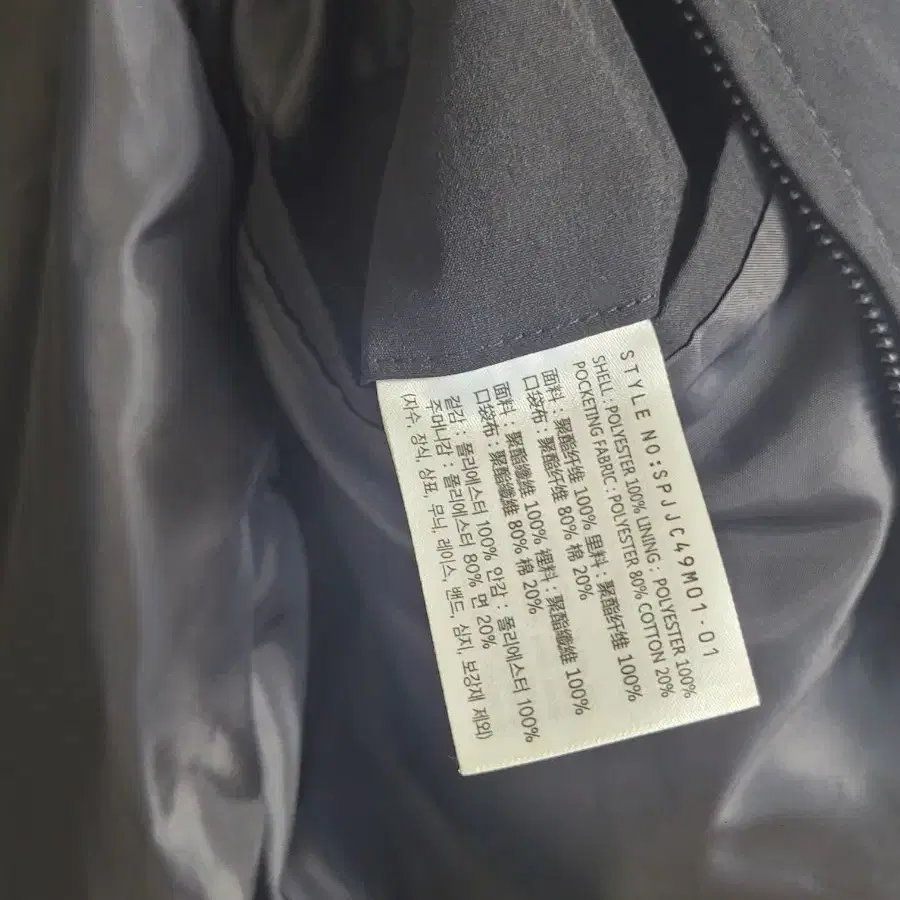 STYLE NO:SPJJC49M01-01
SHELL : POLYESTER 100% LINING : POLYESTER 100%
POCKETING FABRIC : POLYESTER 80% COTTON 20%
面料 : 聚酯纤维 100% 里料 : 聚酯纤维 100%
口袋布 : 聚酯纤维 80% 棉 20%
面料 : 聚酯纖維 100% 裡料 : 聚酯纖維 100%
口袋布 : 聚酯纖維 80% 棉 20%
겉감 : 폴리에스터 100% 안감 : 폴리에스터 100%
주머니감 : 폴리에스터 80% 면 20%
(자수, 장식, 상표, 무늬, 레이스, 밴드, 심지, 보강재 제외)